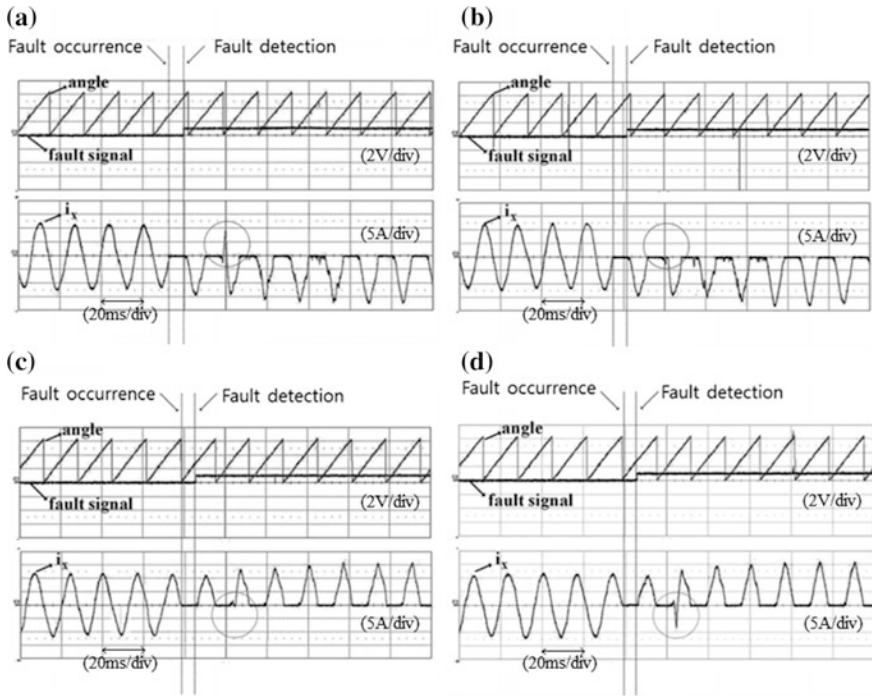 (a)
Fault occurrence
Fault detection
angle
fault signal
(2V/div)
iₓ
(5A/div)
(20ms/div)
(b)
Fault occurrence
Fault detection
angle
fault signal
(2V/div)
iₓ
(5A/div)
(20ms/div)
(c)
Fault occurrence
Fault detection
angle
fault signal
(2V/div)
iₓ
(5A/div)
(20ms/div)
(d)
Fault occurrence
Fault detection
angle
fault signal
(2V/div)
iₓ
(5A/div)
(20ms/div)